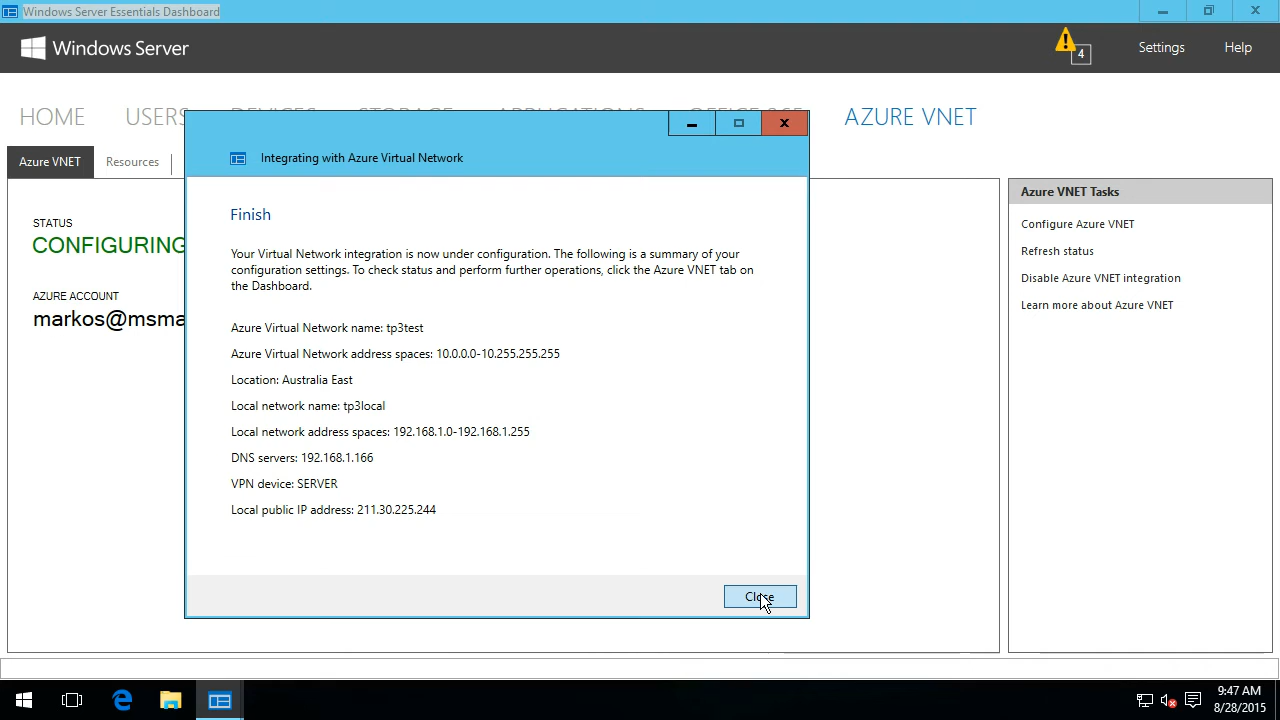 Windows Server Essentials Dashboard
Windows Server
4
Settings
Help
HOME
USERS
AZURE VNET
Azure VNET
Resources
Integrating with Azure Virtual Network
Finish
Your Virtual Network integration is now under configuration. The following is a summary of your
configuration settings. To check status and perform further operations, click the Azure VNET tab on
the Dashboard.
Azure Virtual Network name: tp3test
Azure Virtual Network address spaces: 10.0.0.0-10.255.255.255
Location: Australia East
Local network name: tp3local
Local network address spaces: 192.168.1.0-192.168.1.255
DNS servers: 192.168.1.166
VPN device: SERVER
Local public IP address: 211.30.225.244
Close
STATUS
CONFIGURING
AZURE ACCOUNT
markos@msma
Azure VNET Tasks
Configure Azure VNET
Refresh status
Disable Azure VNET integration
Learn more about Azure VNET
9:47 AM
8/28/2015